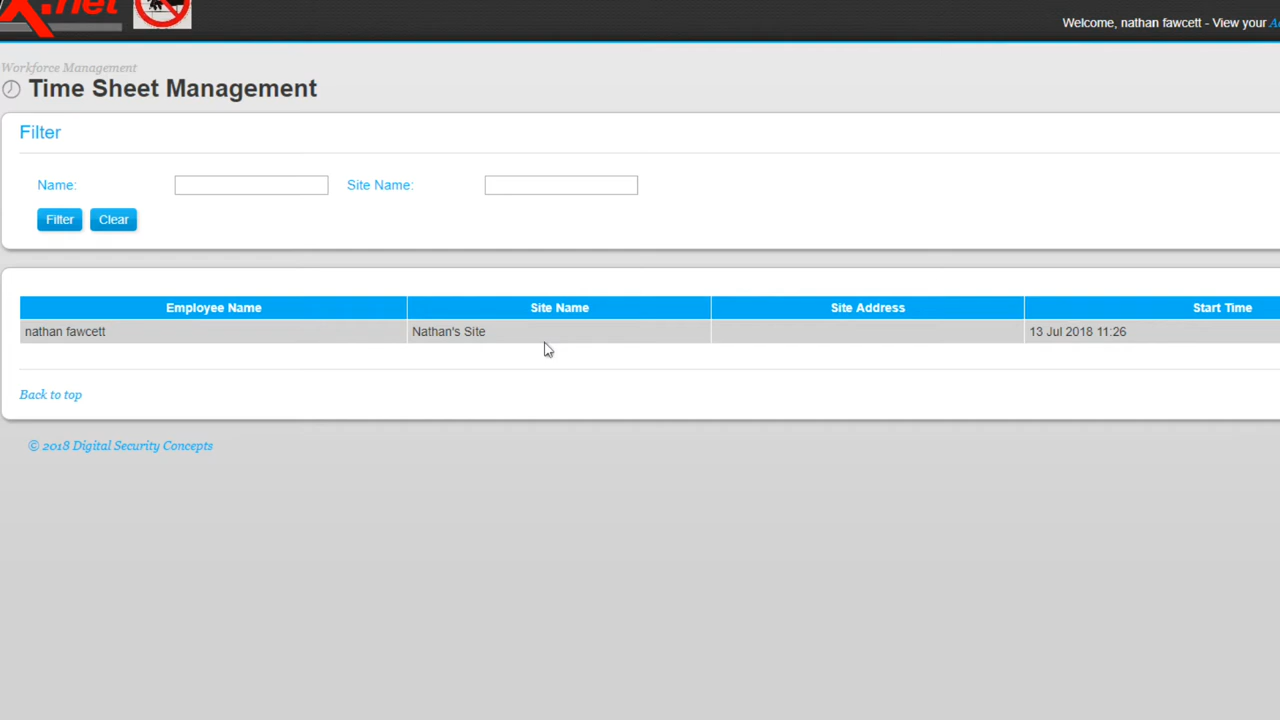 X.net
Welcome, nathan fawcett - View your
Workforce Management
Time Sheet Management
Filter
Name:
Site Name:
Filter Clear
Employee Name Site Name Site Address Start Time
nathan fawcett Nathan's Site 13 Jul 2018 11:26
Back to top
© 2018 Digital Security Concepts